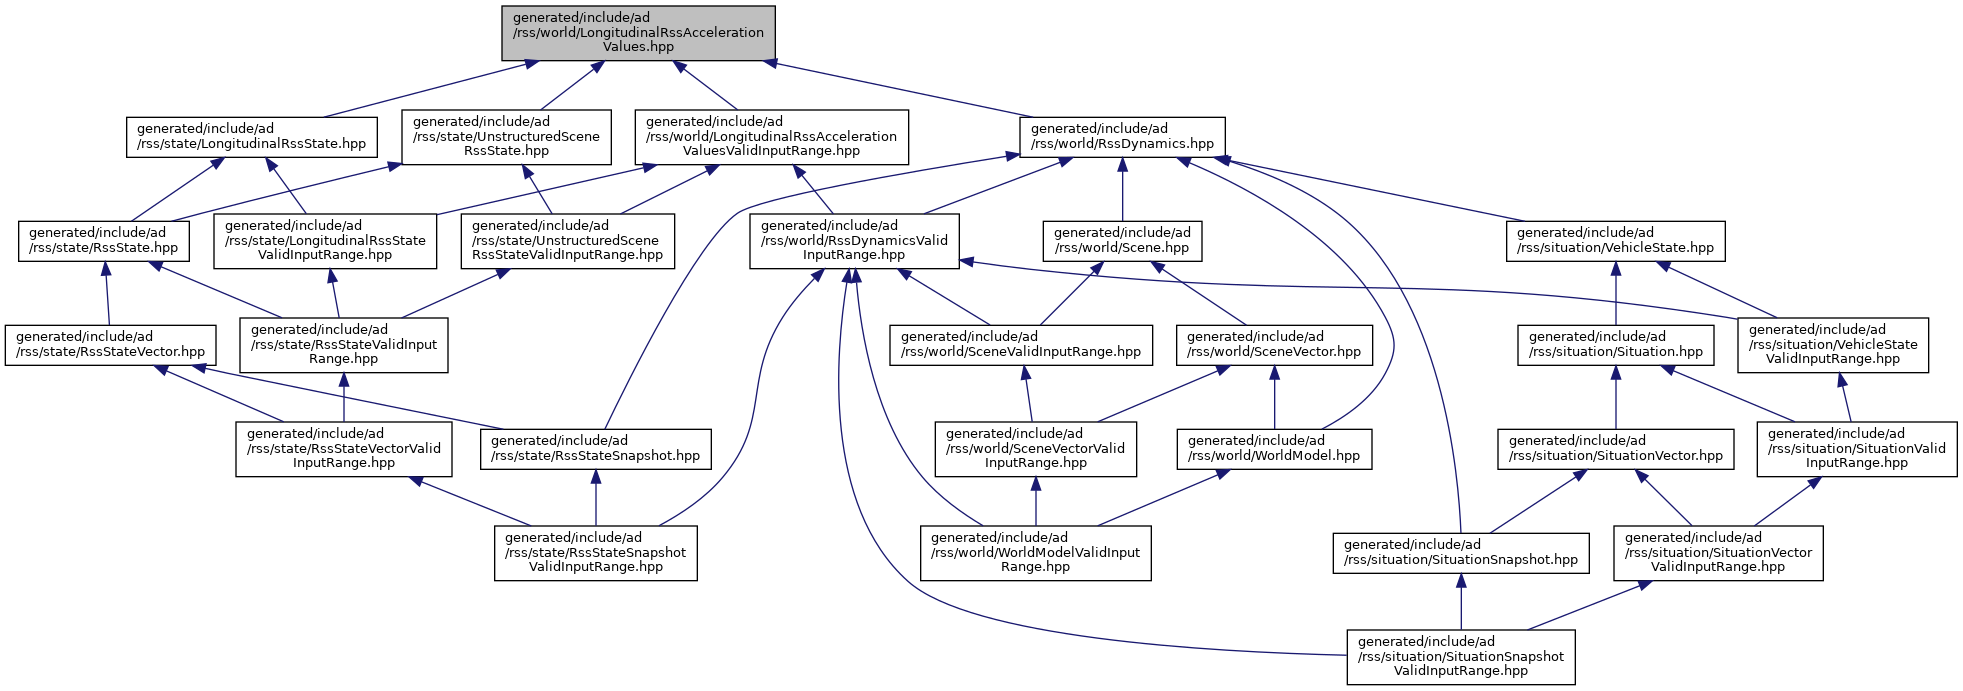 generated/include/ad
/rss/world/LongitudinalRssAcceleration
Values.hpp
generated/include/ad
/rss/state/LongitudinalRssState.hpp
generated/include/ad
/rss/state/UnstructuredScene
RssState.hpp
generated/include/ad
/rss/world/LongitudinalRssAcceleration
ValuesValidInputRange.hpp
generated/include/ad
/rss/world/RssDynamics.hpp
generated/include/ad
/rss/state/RssState.hpp
generated/include/ad
/rss/state/LongitudinalRssState
ValidInputRange.hpp
generated/include/ad
/rss/state/UnstructuredScene
RssStateValidInputRange.hpp
generated/include/ad
/rss/world/RssDynamicsValid
InputRange.hpp
generated/include/ad
/rss/world/Scene.hpp
generated/include/ad
/rss/situation/VehicleState.hpp
generated/include/ad
/rss/state/RssStateVector.hpp
generated/include/ad
/rss/state/RssStateValidInput
Range.hpp
generated/include/ad
/rss/world/SceneValidInputRange.hpp
generated/include/ad
/rss/world/SceneVector.hpp
generated/include/ad
/rss/situation/Situation.hpp
generated/include/ad
/rss/situation/VehicleState
ValidInputRange.hpp
generated/include/ad
/rss/state/RssStateVectorValid
InputRange.hpp
generated/include/ad
/rss/state/RssStateSnapshot.hpp
generated/include/ad
/rss/world/SceneVectorValid
InputRange.hpp
generated/include/ad
/rss/world/WorldModel.hpp
generated/include/ad
/rss/situation/SituationVector.hpp
generated/include/ad
/rss/situation/SituationValid
InputRange.hpp
generated/include/ad
/rss/state/RssStateSnapshot
ValidInputRange.hpp
generated/include/ad
/rss/world/WorldModelValidInput
Range.hpp
generated/include/ad
/rss/situation/SituationSnapshot.hpp
generated/include/ad
/rss/situation/SituationVector
ValidInputRange.hpp
generated/include/ad
/rss/situation/SituationSnapshot
ValidInputRange.hpp